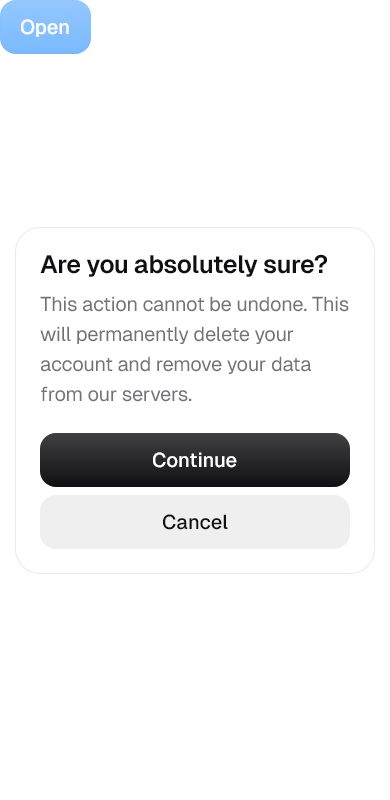 Open
Are you absolutely sure?
This action cannot be undone. This
will permanently delete your
account and remove your data
from our servers.
Continue
Cancel